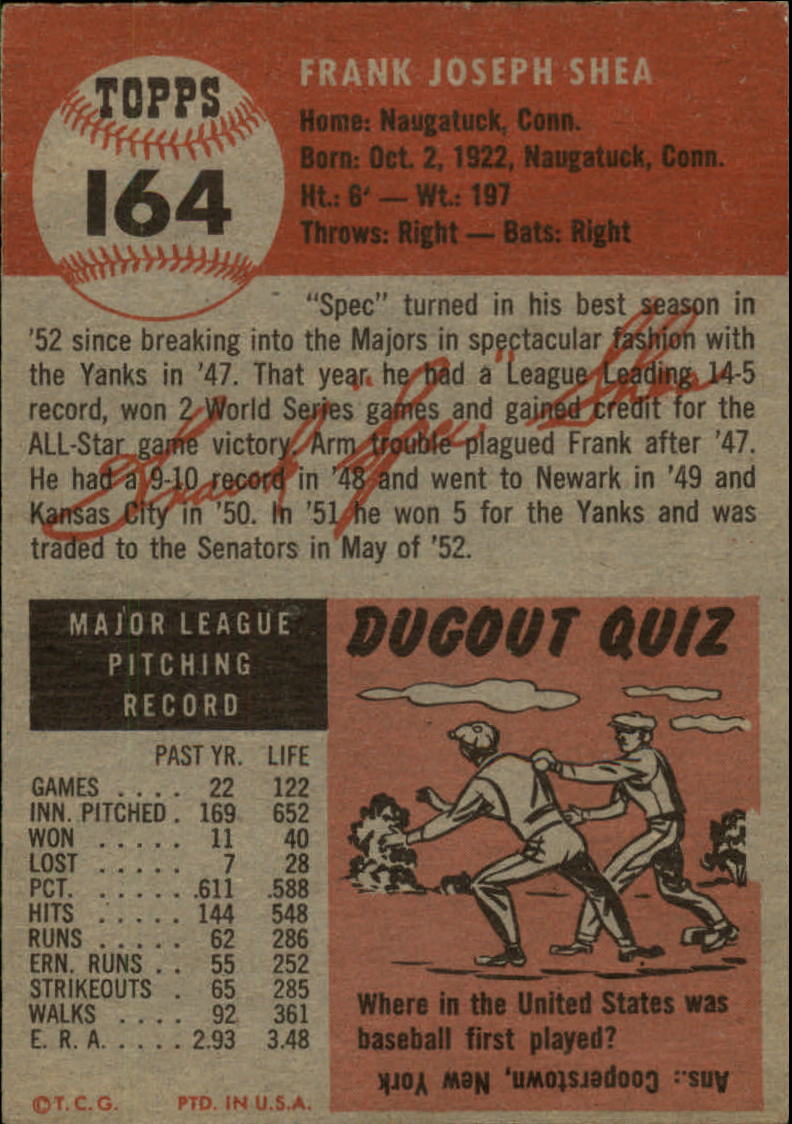 TOPPS
164
FRANK JOSEPH SHEA
Home: Naugatuck, Conn.
Born: Oct. 2, 1922, Naugatuck, Conn.
Ht.: 6' — Wt.: 197
Throws: Right — Bats: Right
"Spec" turned in his best season in
'52 since breaking into the Majors in spectacular fashion with
the Yanks in '47. That year he had a League Leading 14-5
record, won 2 World Series games and gained credit for the
ALL-Star game victory. Arm trouble plagued Frank after '47.
He had a 9-10 record in '48 and went to Newark in '49 and
Kansas City in '50. In '51 he won 5 for the Yanks and was
traded to the Senators in May of '52.
Frank "Spec" Shea
MAJOR LEAGUE
PITCHING
RECORD
PAST YR. LIFE
GAMES . . . . 22 122
INN. PITCHED . 169 652
WON . . . . . 11 40
LOST . . . . . 7 28
PCT. . . . . . .611 .588
HITS . . . . . 144 548
RUNS . . . . . 62 286
ERN. RUNS . . 55 252
STRIKEOUTS . 65 285
WALKS . . . . 92 361
E. R. A. . . . . 2.93 3.48
©T. C. G. PTD. IN U.S.A.
DUGOUT QUIZ
Where in the United States was
baseball first played?
Ans.: Cooperstown, New York